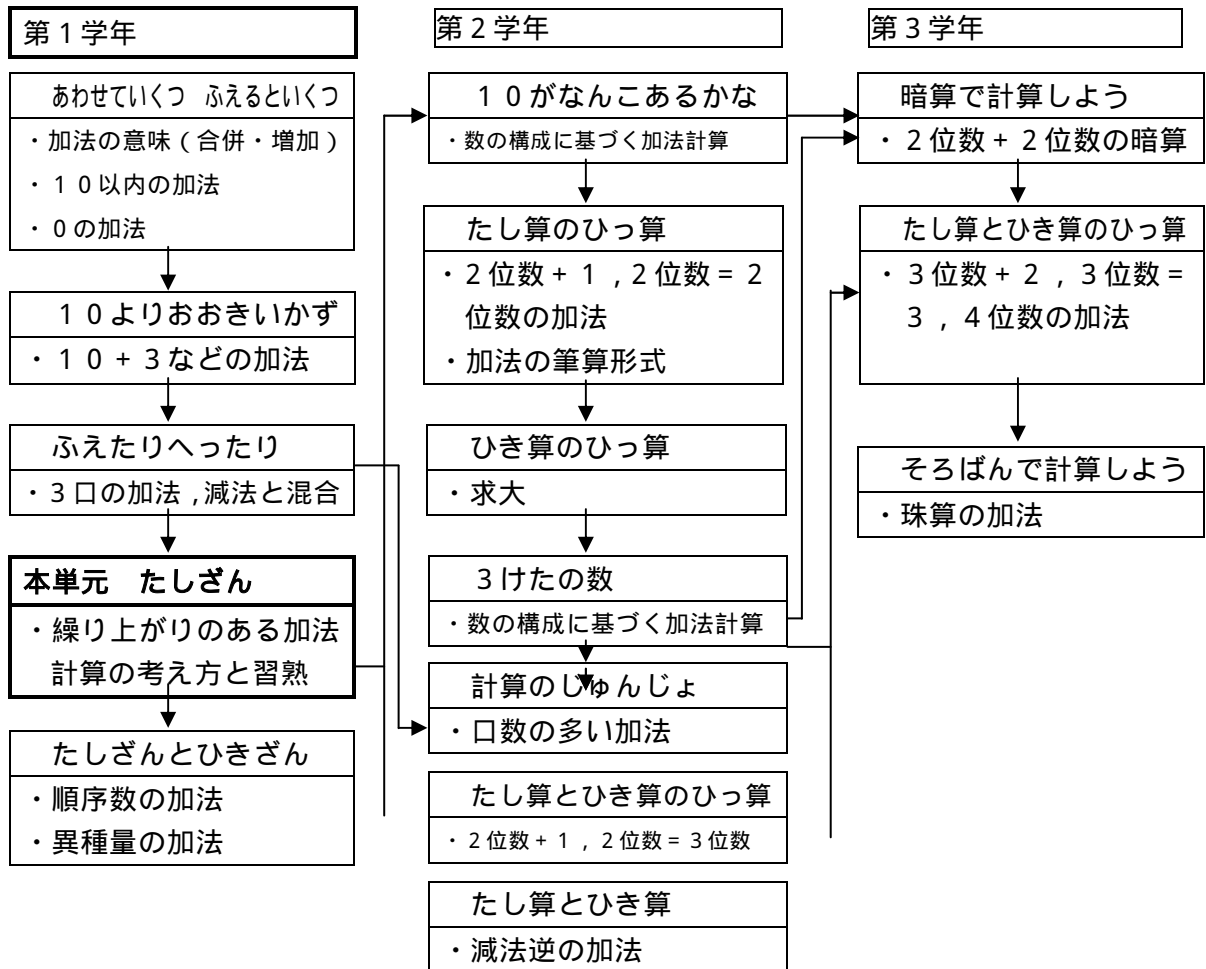 第１学年
あわせていくつ ふえるといくつ
・加法の意味（合併・増加）
・１０以内の加法
・０の加法
１０よりおおきいかず
・１０＋３などの加法
ふえたりへったり
・３口の加法，減法と混合
本単元 たしざん
・繰り上がりのある加法
計算の考え方と習熟
たしざんとひきざん
・順序数の加法
・異種量の加法
第２学年
１０がなんこあるかな
・数の構成に基づく加法計算
たし算のひっ算
・２位数＋１，２位数＝２
位数の加法
・加法の筆算形式
ひき算のひっ算
・求大
３けたの数
・数の構成に基づく加法計算
計算のじゅんじょ
・口数の多い加法
たし算とひき算のひっ算
・２位数＋１，２位数＝３位数
たし算とひき算
・減法逆の加法
第３学年
暗算で計算しよう
・２位数＋２位数の暗算
たし算とひき算のひっ算
・３位数＋２，３位数＝
３，４位数の加法
そろばんで計算しよう
・珠算の加法